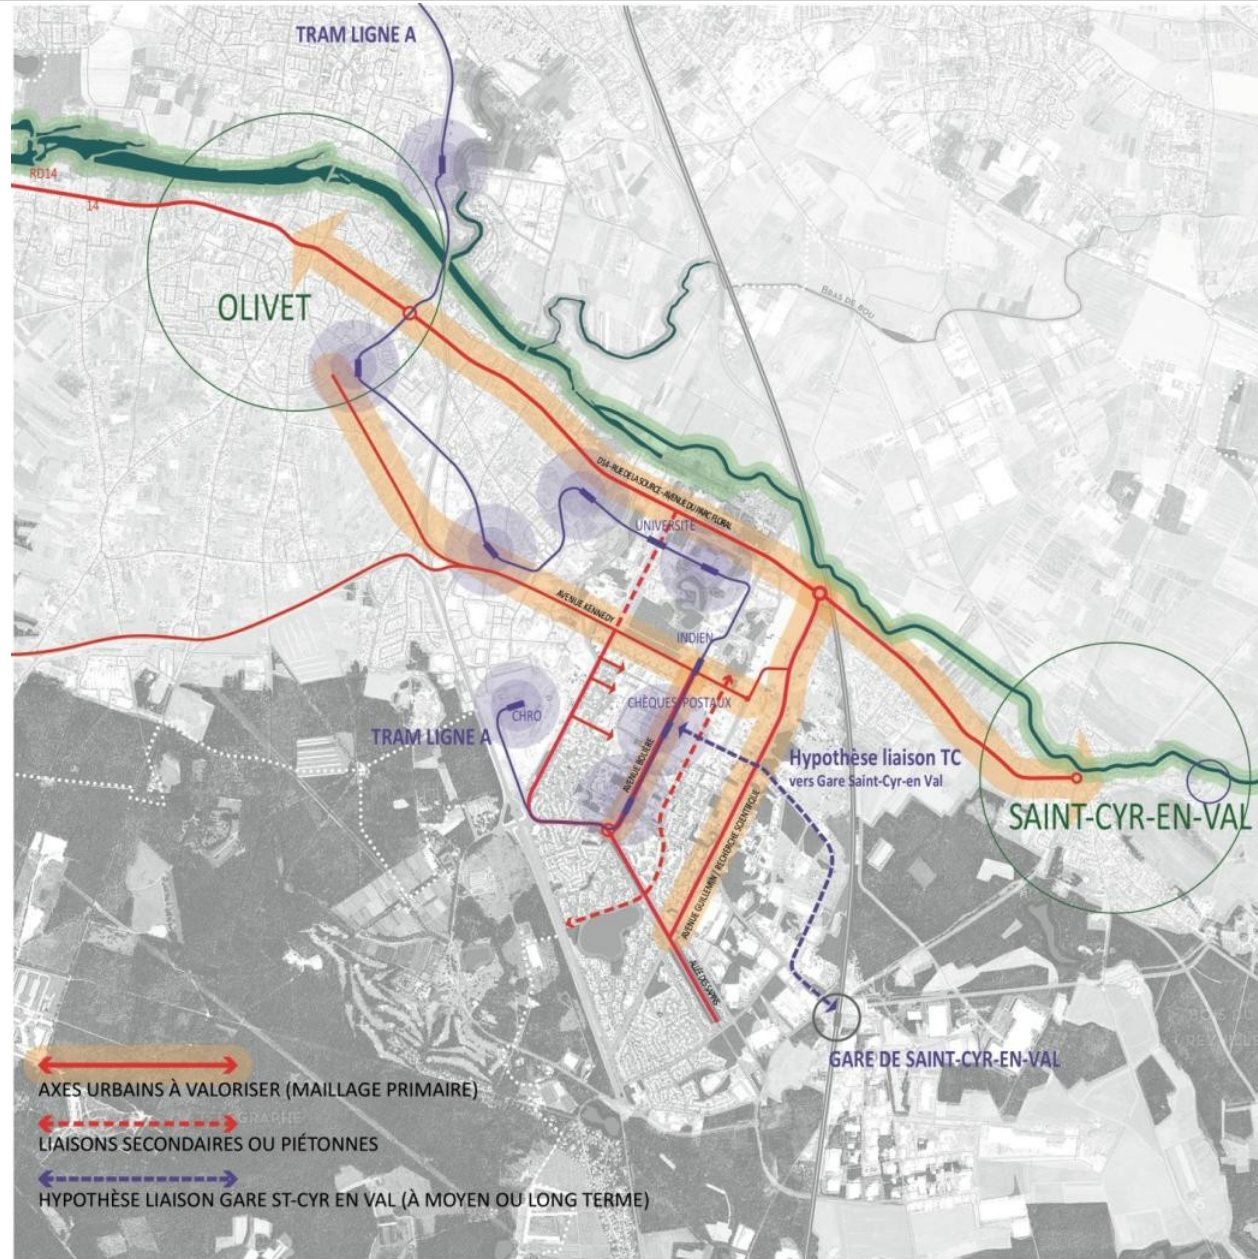 TRAM LIGNE A
RD14
14
OLIVET
BRAS DE BOU
D14 - RUE DE LA SOURCE - AVENUE DU PARC FLORAL
UNIVERSITÉ
AVENUE KENNEDY
INDIEN
CHÈQUES POSTAUX
CHRO
TRAM LIGNE A
AVENUE BOLIÈRE
Hypothèse liaison TC
vers Gare Saint-Cyr-en Val
SAINT-CYR-EN-VAL
AVENUE GUILLEMIN / RECHERCHE SCIENTIFIQUE
ALLÉE DES SAPINS
GARE DE SAINT-CYR-EN-VAL
AXES URBAINS À VALORISER (MAILLAGE PRIMAIRE)
LIAISONS SECONDAIRES OU PIÉTONNES
HYPOTHÈSE LIAISON GARE ST-CYR EN VAL (À MOYEN OU LONG TERME)